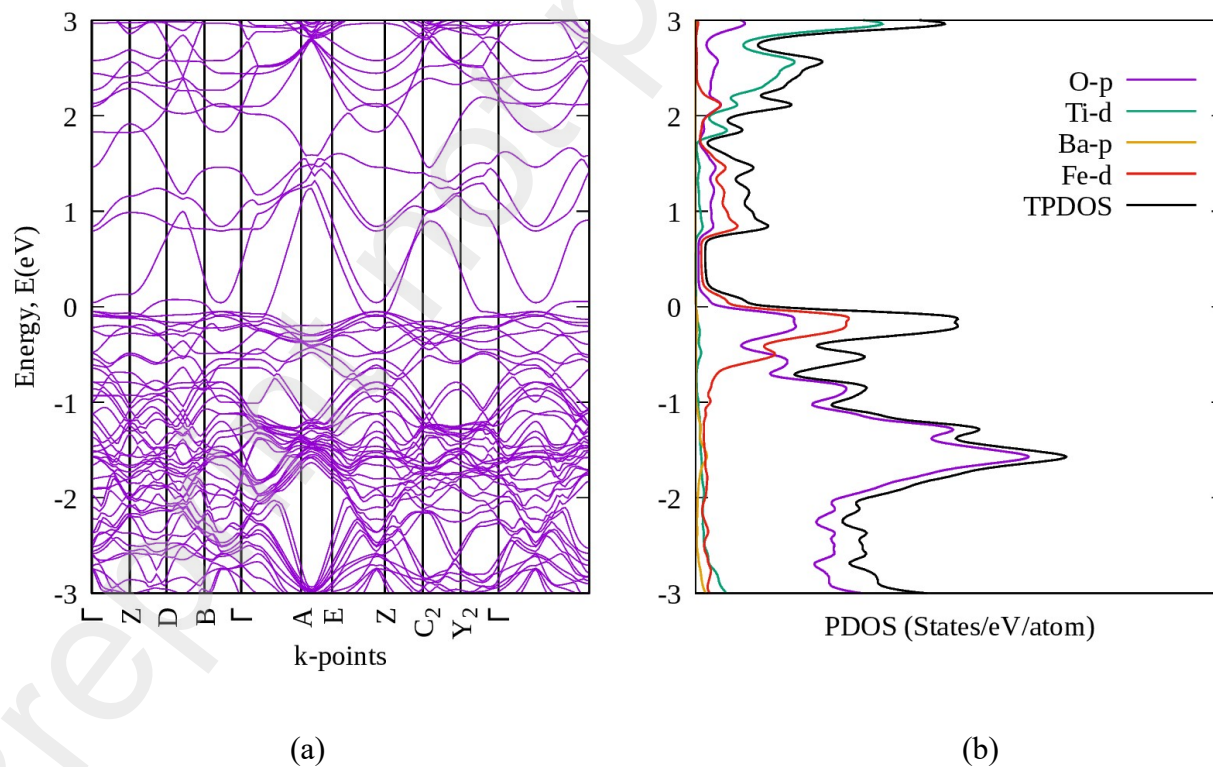 3
2
1
0
-1
-2
-3
Energy, E(eV)
Γ Z D B Γ A E Z C2 Y2 Γ
k-points
(a)
3
2
1
0
-1
-2
-3
O-p
Ti-d
Ba-p
Fe-d
TPDOS
PDOS (States/eV/atom)
(b)